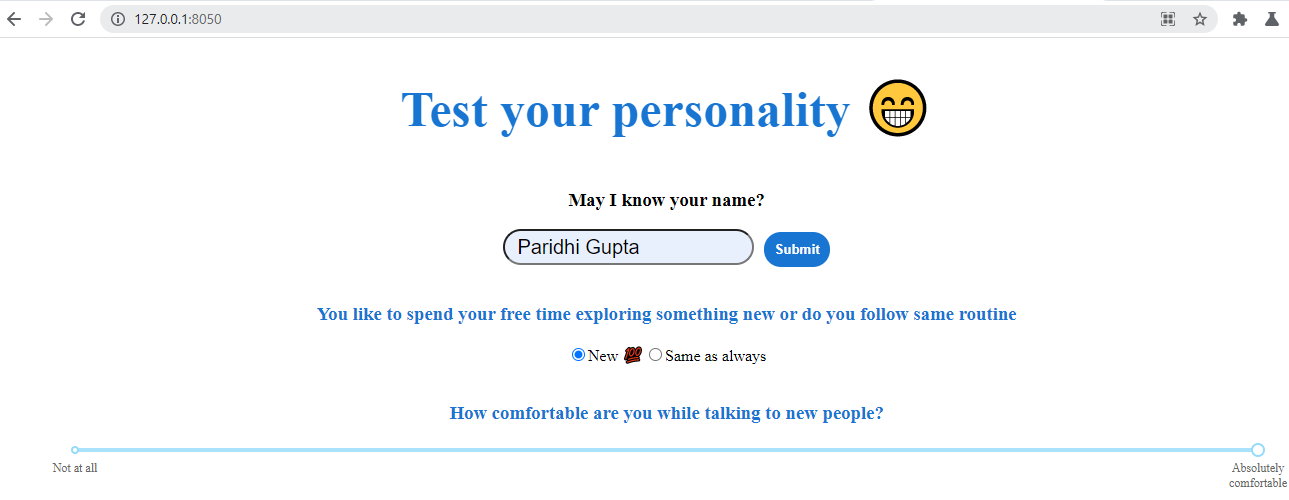 127.0.0.1:8050
Test your personality 😁
May I know your name?
Paridhi Gupta
Submit
You like to spend your free time exploring something new or do you follow same routine
New 💯 Same as always
How comfortable are you while talking to new people?
Not at all
Absolutely
comfortable